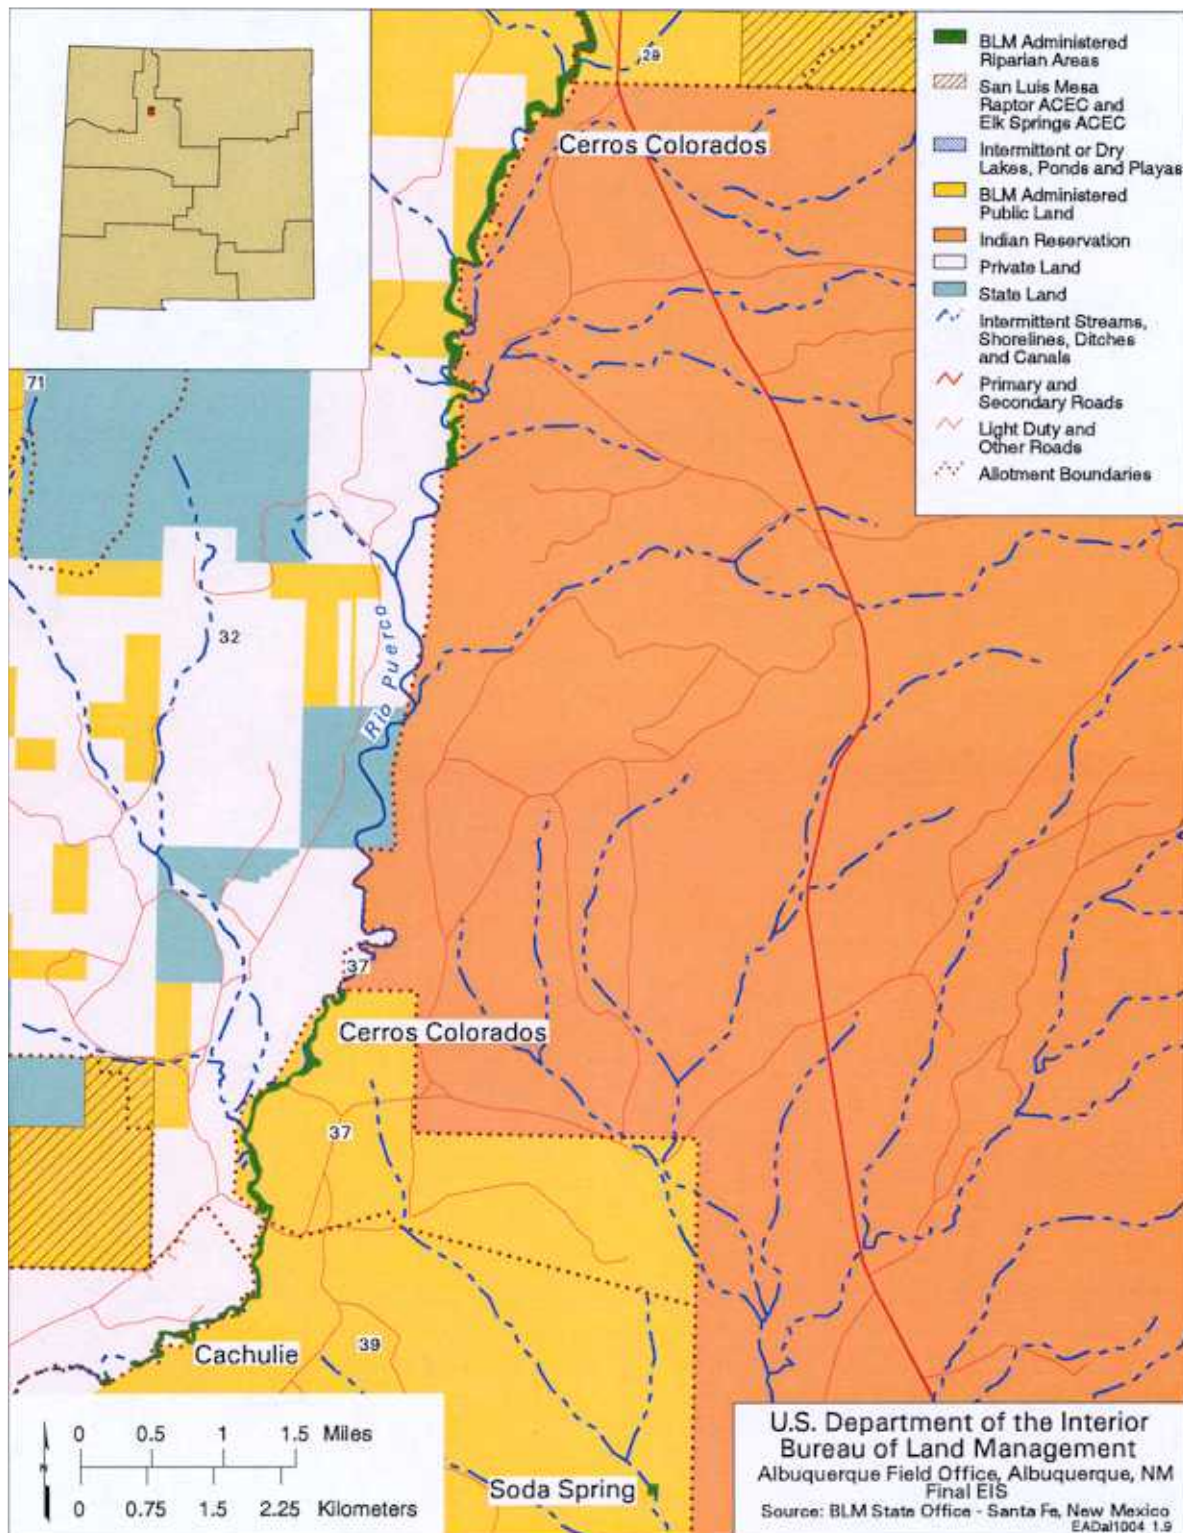 29
Cerros Colorados
BLM Administered
Riparian Areas
San Luis Mesa
Raptor ACEC and
Elk Springs ACEC
Intermittent or Dry
Lakes, Ponds and Playas
BLM Administered
Public Land
Indian Reservation
Private Land
State Land
Intermittent Streams,
Shorelines, Ditches
and Canals
Primary and
Secondary Roads
Light Duty and
Other Roads
Allotment Boundaries
71
32
Rio Puerco
37
Cerros Colorados
37
39
Cachulie
Soda Spring
0 0.5 1 1.5 Miles
N
0 0.75 1.5 2.25 Kilometers
U.S. Department of the Interior
Bureau of Land Management
Albuquerque Field Office, Albuquerque, NM
Final EIS
Source: BLM State Office - Santa Fe, New Mexico
EADal1004 1.9